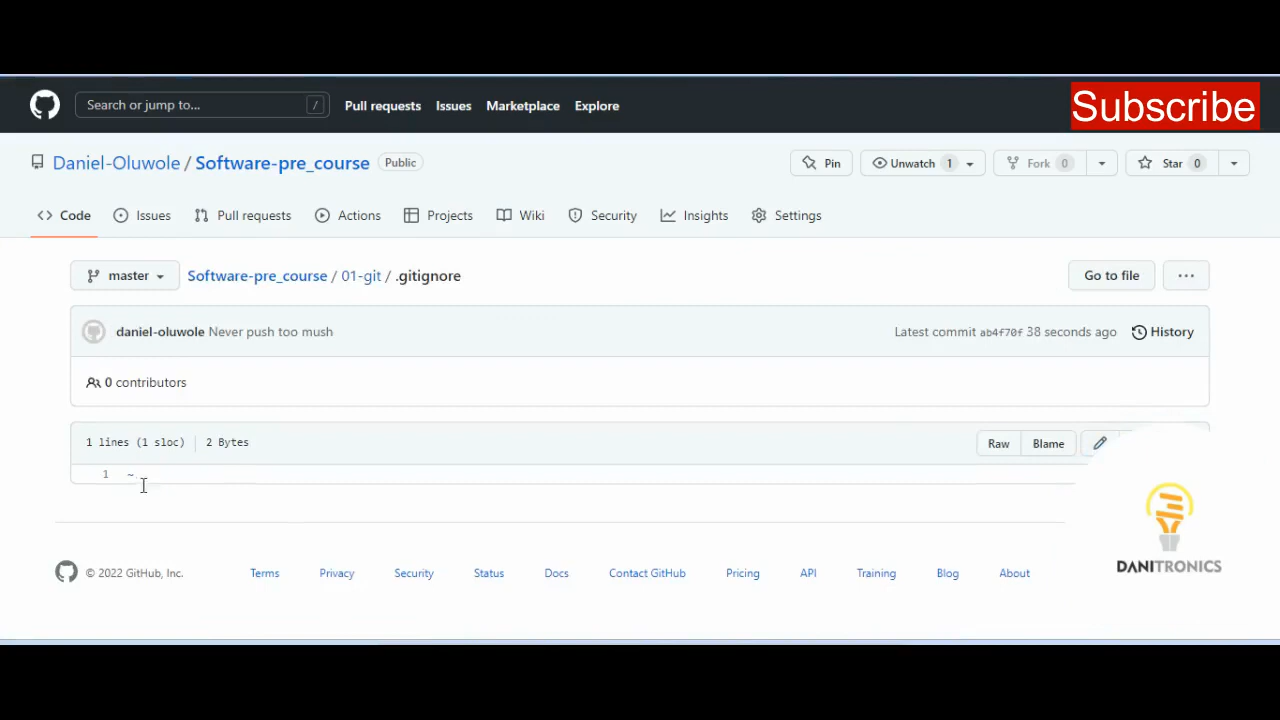 Search or jump to... / Pull requests Issues Marketplace Explore Subscribe
Daniel-Oluwole / Software-pre_course Public Pin Unwatch 1 Fork 0 Star 0
Code Issues Pull requests Actions Projects Wiki Security Insights Settings
master Software-pre_course / 01-git / .gitignore Go to file ...
daniel-oluwole Never push too mush Latest commit ab4f70f 38 seconds ago History
0 contributors
1 lines (1 sloc) 2 Bytes Raw Blame
1 ~
© 2022 GitHub, Inc. Terms Privacy Security Status Docs Contact GitHub Pricing API Training Blog About
DANITRONICS